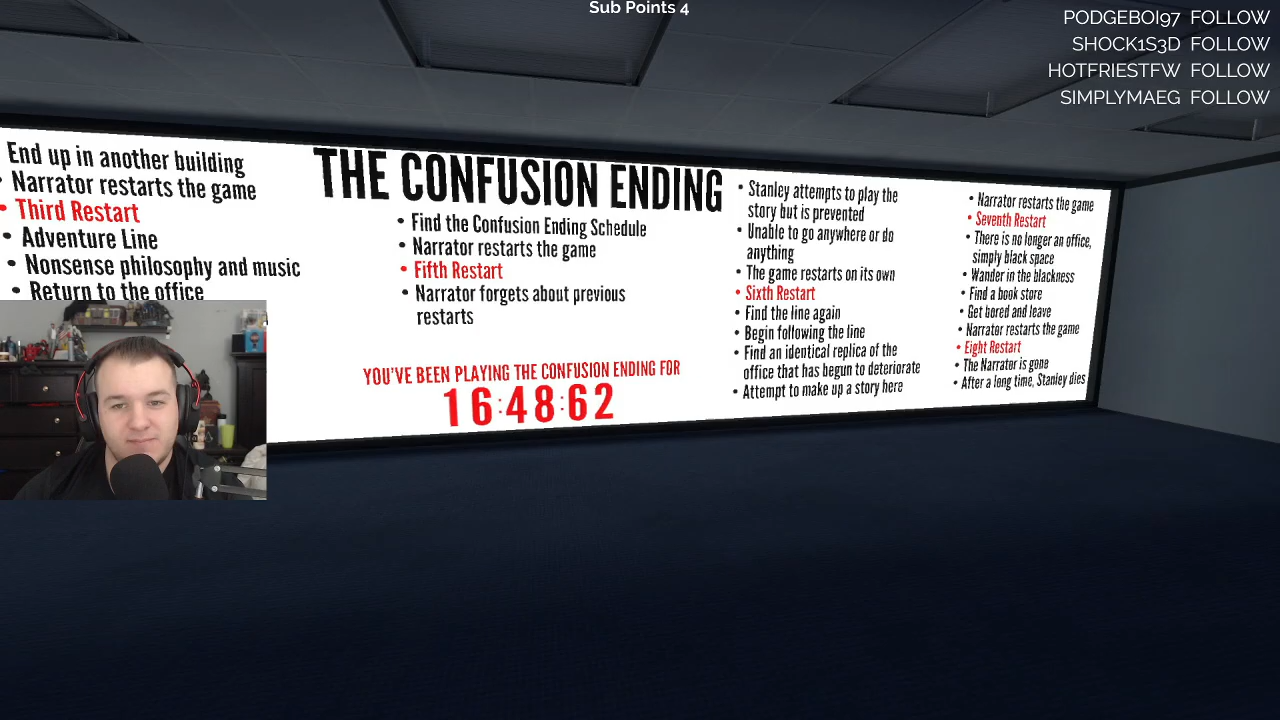 Sub Points 4
PODGEBOI97 FOLLOW
SHOCK1S3D FOLLOW
HOTFRIESTFW FOLLOW
SIMPLYMAEG FOLLOW
End up in another building
• Narrator restarts the game
• Third Restart
• Adventure Line
• Nonsense philosophy and music
• Return to the office
THE CONFUSION ENDING
• Find the Confusion Ending Schedule
• Narrator restarts the game
• Fifth Restart
• Narrator forgets about previous
restarts
YOU'VE BEEN PLAYING THE CONFUSION ENDING FOR
16:48:62
• Stanley attempts to play the
story but is prevented
• Unable to go anywhere or do
anything
• The game restarts on its own
• Sixth Restart
• Find the line again
• Begin following the line
• Find an identical replica of the
office that has begun to deteriorate
• Attempt to make up a story here
• Narrator restarts the game
• Seventh Restart
• There is no longer an office,
simply black space
• Wander in the blackness
• Find a book store
• Get bored and leave
• Narrator restarts the game
• Eight Restart
• The Narrator is gone
• After a long time, Stanley dies